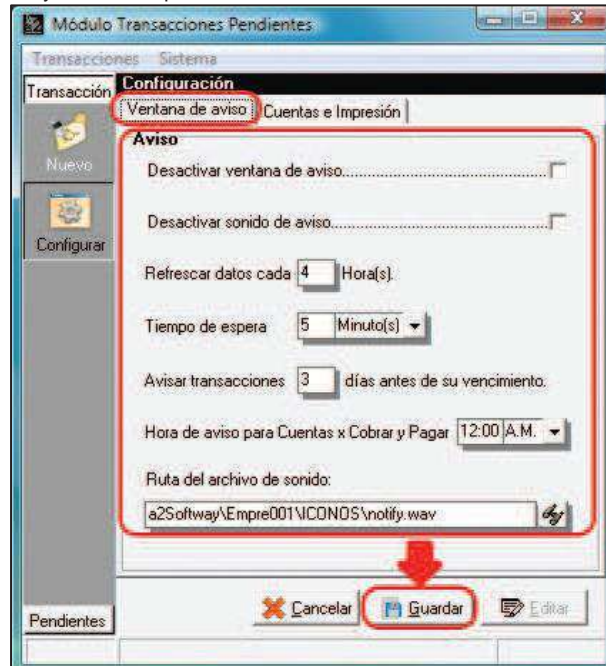 Módulo Transacciones Pendientes
Transacciones Sistema
Transacción
Configuración
Ventana de aviso
Cuentas e Impresión
Nuevo
Configurar
Aviso
Desactivar ventana de aviso
Desactivar sonido de aviso
Refrescar datos cada 4 Hora(s).
Tiempo de espera 5 Minuto(s)
Avisar transacciones 3 días antes de su vencimiento.
Hora de aviso para Cuentas x Cobrar y Pagar 12:00 A.M.
Ruta del archivo de sonido:
a2Softway\Empre001\ICONOS\notify.wav
Cancelar Guardar Editar
Pendientes